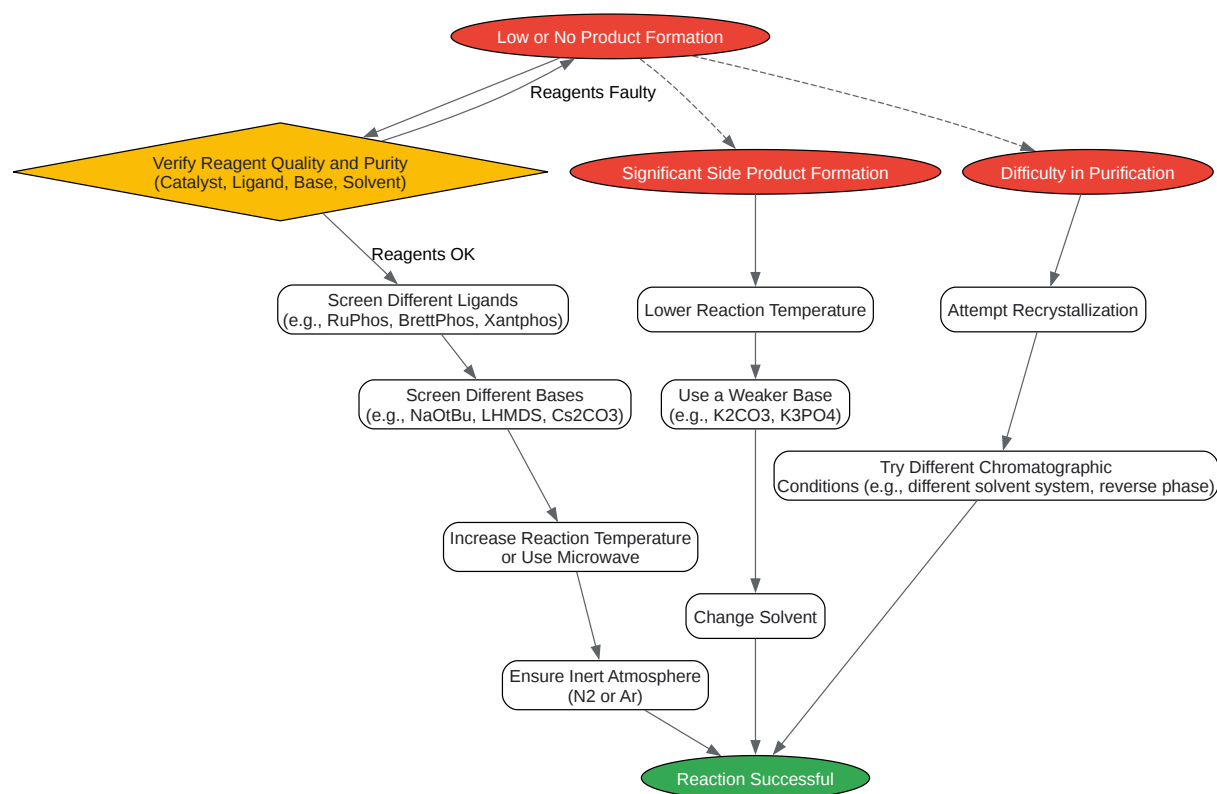 Low or No Product Formation
Reagents Faulty
Verify Reagent Quality and Purity
(Catalyst, Ligand, Base, Solvent)
Significant Side Product Formation
Difficulty in Purification
Reagents OK
Screen Different Ligands
(e.g., RuPhos, BrettPhos, Xantphos)
Lower Reaction Temperature
Attempt Recrystallization
Screen Different Bases
(e.g., NaOtBu, LHMDS, Cs2CO3)
Use a Weaker Base
(e.g., K2CO3, K3PO4)
Try Different Chromatographic
Conditions (e.g., different solvent system, reverse phase)
Increase Reaction Temperature
or Use Microwave
Change Solvent
Ensure Inert Atmosphere
(N2 or Ar)
Reaction Successful